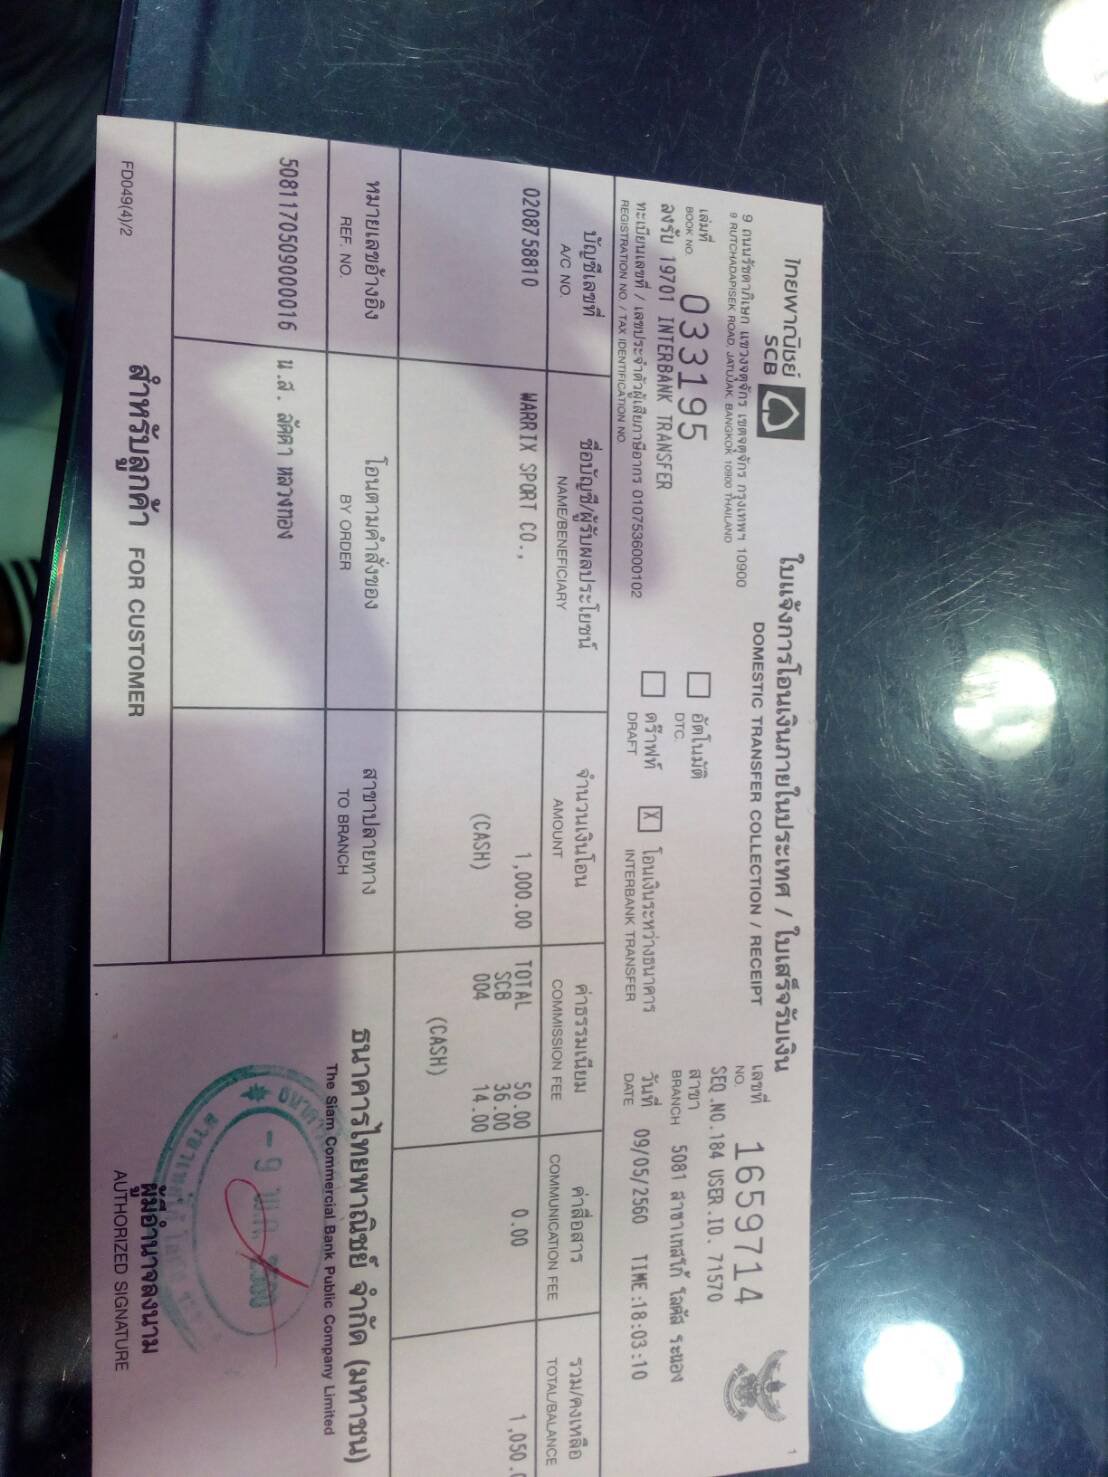 ไทยพาณิชย์
SCB
9 ถนนรัชดาภิเษก แขวงจตุจักร เขตจตุจักร กรุงเทพฯ 10900
9 RUTCHADAPISEK ROAD, JATUJAK, BANGKOK 10900 THAILAND
ใบแจ้งการโอนเงินภายในประเทศ / ใบเสร็จรับเงิน
DOMESTIC TRANSFER COLLECTION / RECEIPT
1
เลขที่
NO. 1659714
SEQ.NO.184 USER.ID. 71570
เล่มที่
BOOK NO. 033195
ลงรับ 19701 INTERBANK TRANSFER
ทะเบียนเลขที่ / เลขประจำตัวผู้เสียภาษีอากร 0107536000102
REGISTRATION NO. / TAX IDENTIFICATION NO.
อัตโนมัติ
DTC.
ดร๊าฟท์
DRAFT
X โอนเงินระหว่างธนาคาร
INTERBANK TRANSFER
สาขา
BRANCH 5081 สาขาเทสโก้ โลตัส ระนอง
วันที่
DATE 09/05/2560 TIME:18:03:10
บัญชีเลขที่
A/C NO.
ชื่อบัญชี/ผู้รับผลประโยชน์
NAME/BENEFICIARY
จำนวนเงินโอน
AMOUNT
ค่าธรรมเนียม
COMMISSION FEE
ค่าสื่อสาร
COMMUNICATION FEE
รวม/คงเหลือ
TOTAL/BALANCE
0208758810 WARRIX SPORT CO., 1,000.00 TOTAL 50.00 0.00 1,050.
(CASH) SCB 36.00
004 14.00
(CASH)
หมายเลขอ้างอิง
REF. NO.
โอนตามคำสั่งของ
BY ORDER
สาขาปลายทาง
TO BRANCH
5081170509000016 น.ส. ลัดดา หลวงทอง
ธนาคารไทยพาณิชย์ จำกัด (มหาชน)
The Siam Commercial Bank Public Company Limited
- 9 พ.ค. 2560
ผู้มีอำนาจลงนาม
AUTHORIZED SIGNATURE
FD049(4)/2
สำหรับลูกค้า FOR CUSTOMER